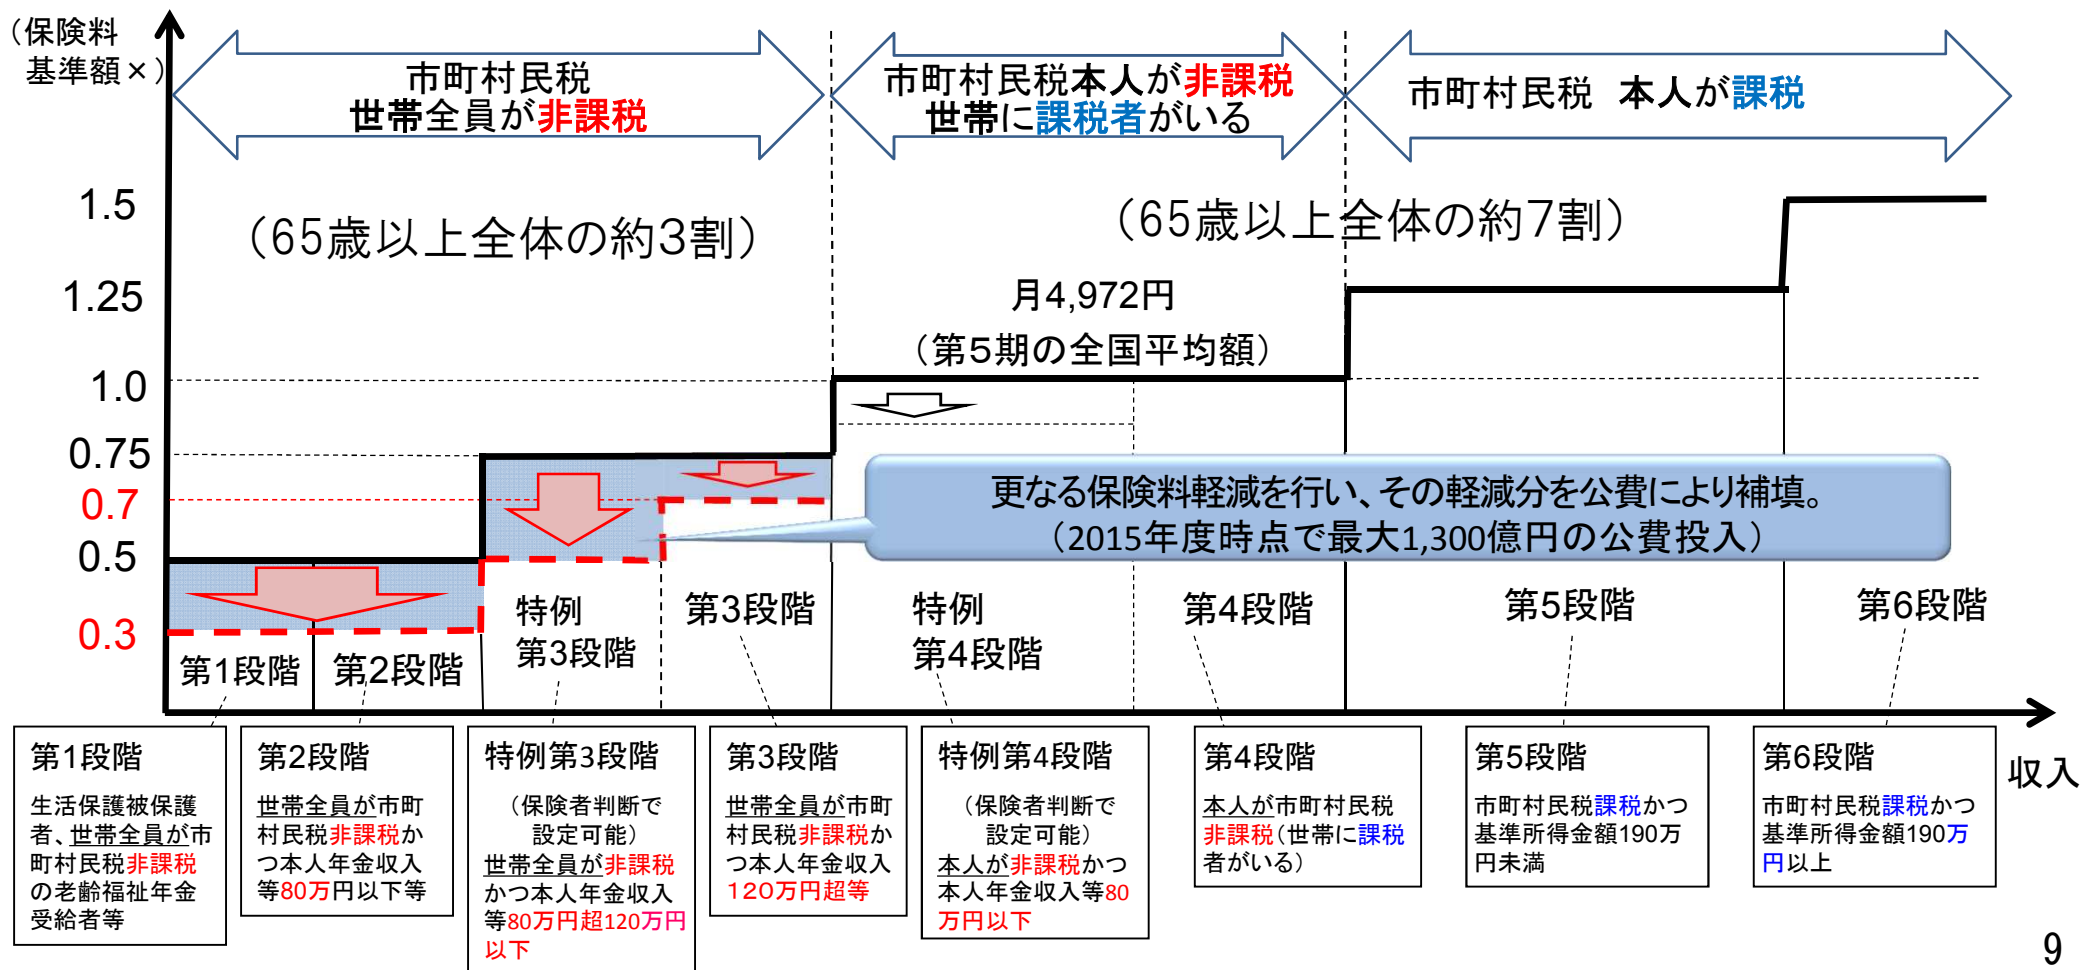 （保険料
基準額×）
市町村民税
世帯全員が非課税
市町村民税本人が非課税
世帯に課税者がいる
市町村民税　本人が課税
1.5
1.25
1.0
0.75
0.7
0.5
0.3
（65歳以上全体の約3割）
（65歳以上全体の約7割）
月4,972円
（第5期の全国平均額）
更なる保険料軽減を行い、その軽減分を公費により補填。
（2015年度時点で最大1,300億円の公費投入）
第1段階
第2段階
特例
第3段階
第3段階
特例
第4段階
第4段階
第5段階
第6段階
収入
第1段階
生活保護被保護
者、世帯全員が市
町村民税非課税
の老齢福祉年金
受給者等
第2段階
世帯全員が市町
村民税非課税か
つ本人年金収入
等80万円以下等
特例第3段階
（保険者判断で
設定可能）
世帯全員が非課税
かつ本人年金収入
等80万円超120万円
以下
第3段階
世帯全員が市町
村民税非課税か
つ本人年金収入
120万円超等
特例第4段階
（保険者判断で
設定可能）
本人が非課税かつ
本人年金収入等80
万円以下
第4段階
本人が市町村民税
非課税（世帯に課税
者がいる）
第5段階
市町村民税課税かつ
基準所得金額190万
円未満
第6段階
市町村民税課税かつ
基準所得金額190万
円以上
9